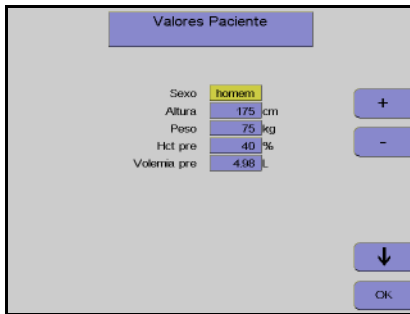 Valores Paciente
Sexo homem
Altura 175 cm
Peso 75 kg
Hct pre 40 %
Volemia pre 4.98 L
+
-
↓
OK